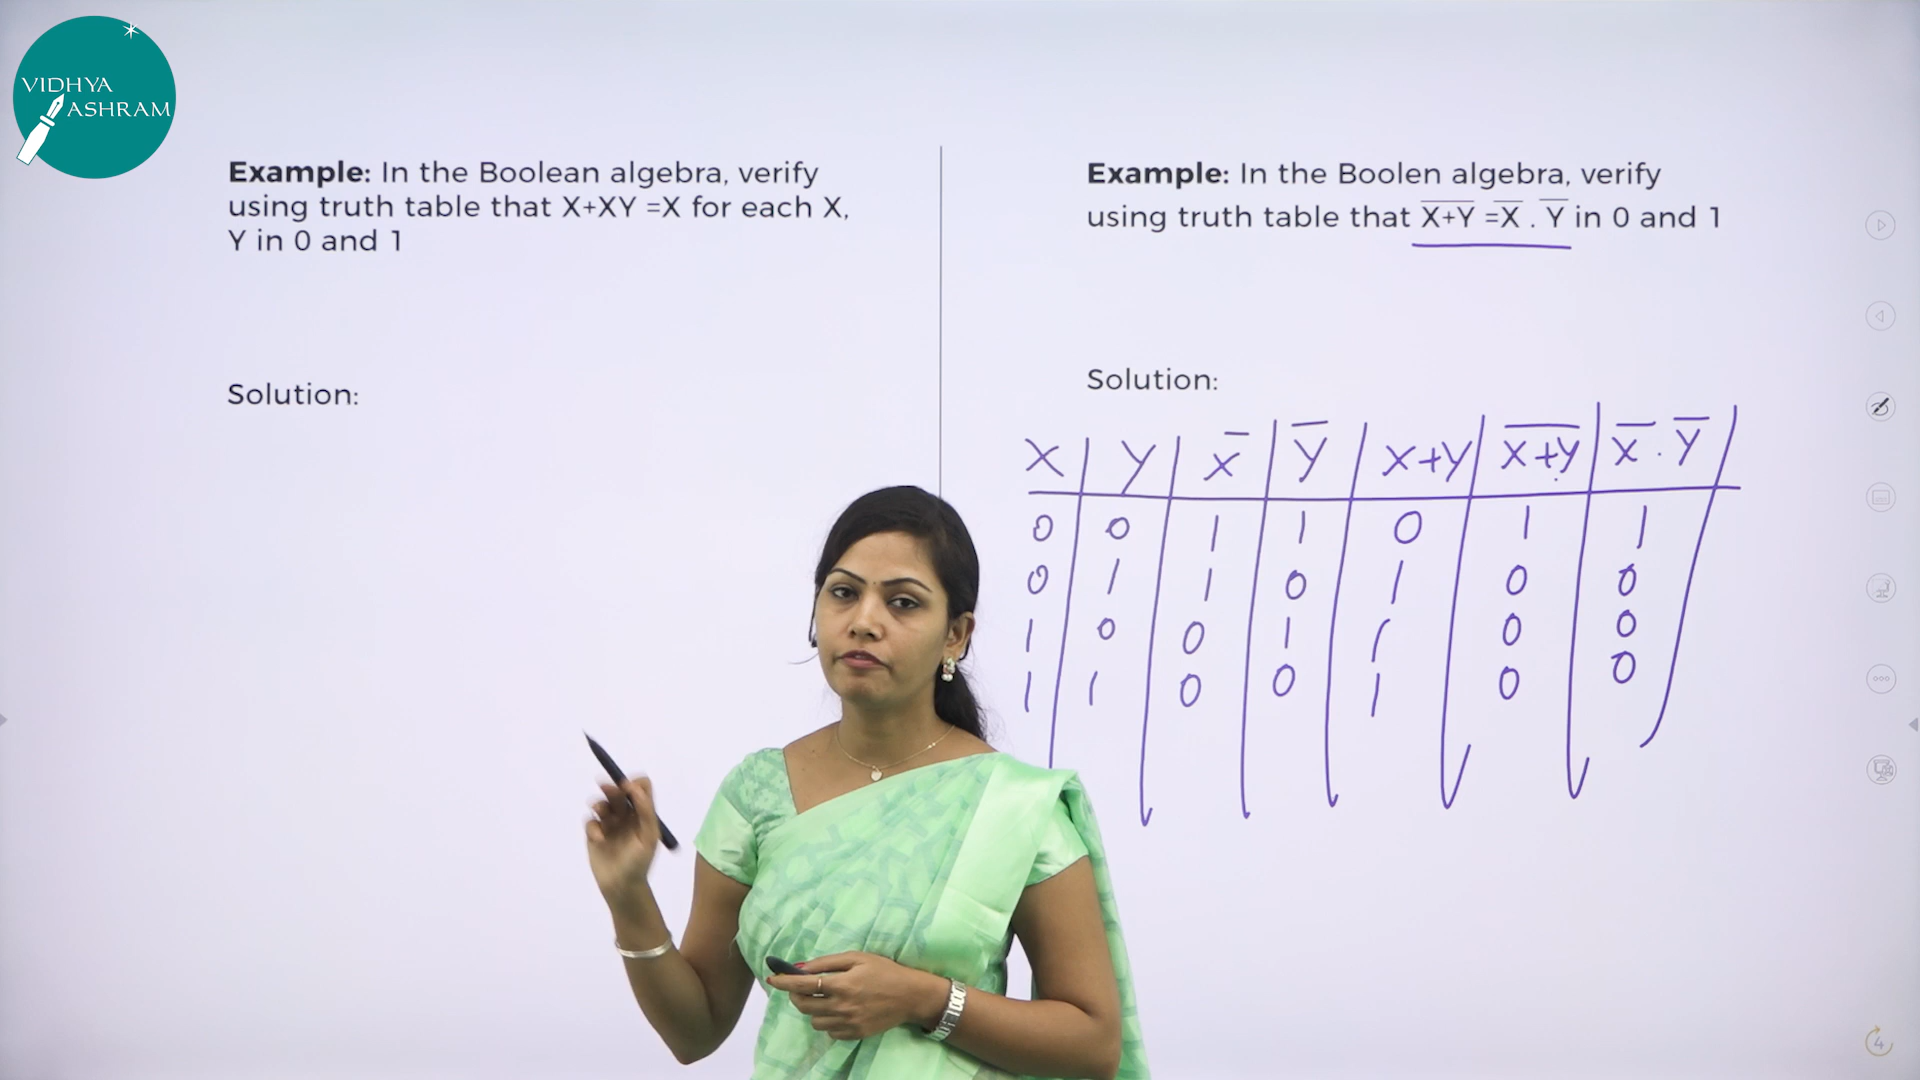 VIDHYA
ASHRAM
Example: In the Boolean algebra, verify
using truth table that X+XY =X for each X,
Y in 0 and 1
Solution:
Example: In the Boolen algebra, verify
using truth table that X̅+̅Y̅ =X̅ . Y̅ in 0 and 1
Solution:
X Y X̅ Y̅ X+Y X̅+̅Y̅ X̅ . Y̅
0 0 1 1 0 1 1
0 1 1 0 1 0 0
1 0 0 1 1 0 0
1 1 0 0 1 0 0
4